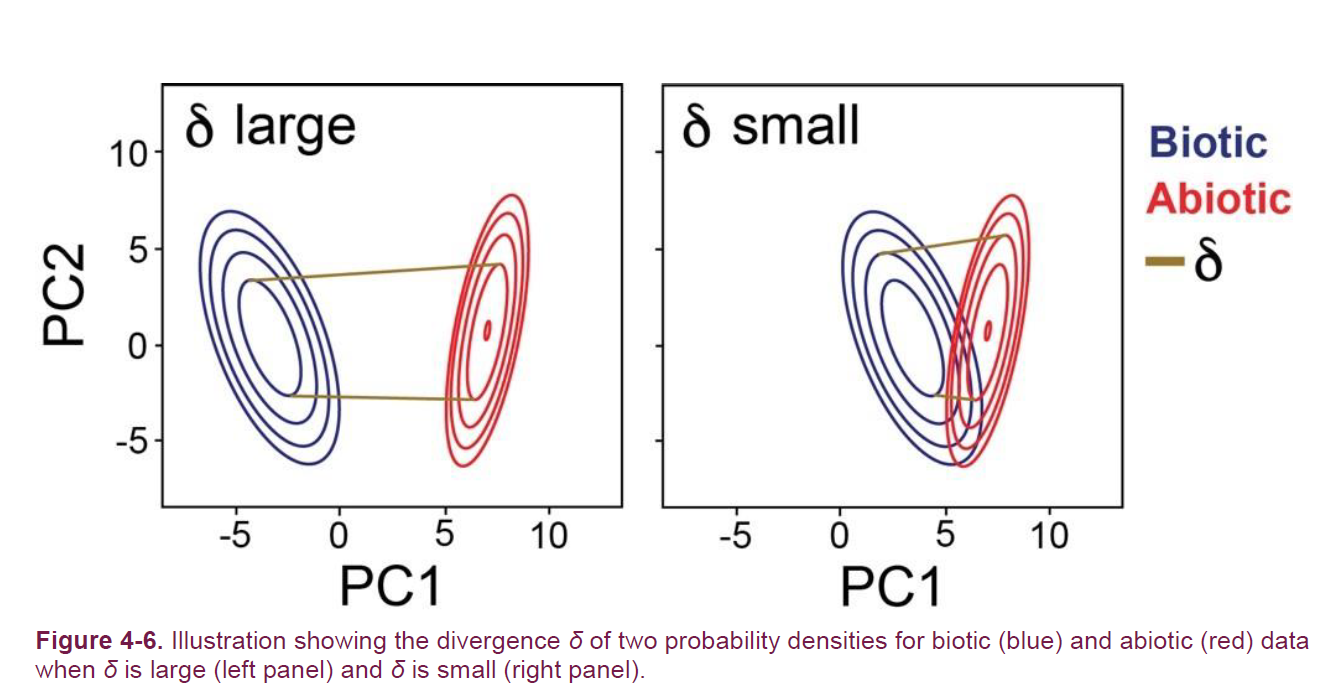 δ large
δ small
Biotic
Abiotic
δ
PC2
10
5
0
-5
-5 0 5 10
-5 0 5 10
PC1
PC1
Figure 4-6. Illustration showing the divergence δ of two probability densities for biotic (blue) and abiotic (red) data
when δ is large (left panel) and δ is small (right panel).